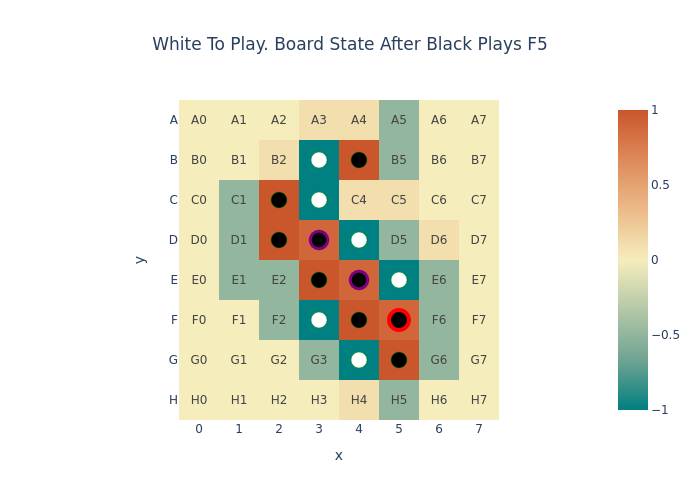 White To Play. Board State After Black Plays F5
A A0 A1 A2 A3 A4 A5 A6 A7
B B0 B1 B2 B5 B6 B7
C C0 C1 C4 C5 C6 C7
D D0 D1 D5 D6 D7
E E0 E1 E2 E6 E7
F F0 F1 F2 F6 F7
G G0 G1 G2 G3 G6 G7
H H0 H1 H2 H3 H4 H5 H6 H7
0 1 2 3 4 5 6 7
x
y
1
0.5
0
−0.5
−1